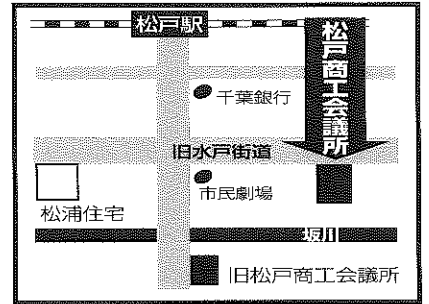 松戸駅
松戸商工会議所
千葉銀行
旧水戸街道
市民劇場
松浦住宅
坂川
旧松戸商工会議所